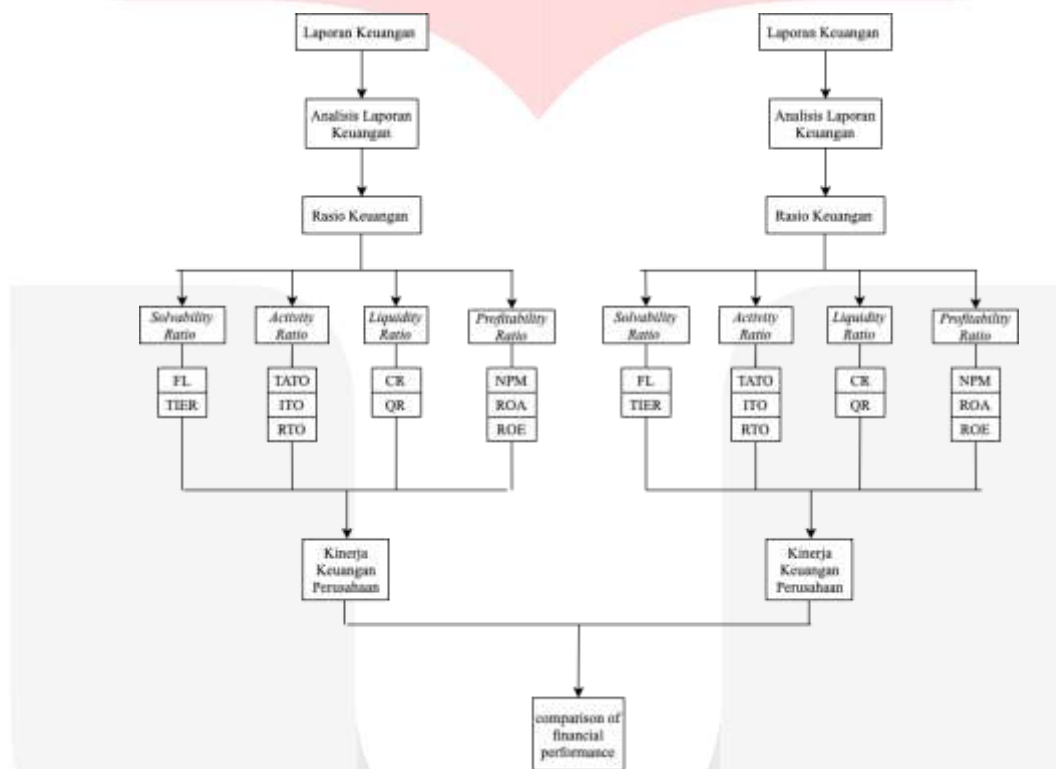 Laporan Keuangan
Laporan Keuangan
Analisis Laporan
Keuangan
Analisis Laporan
Keuangan
Rasio Keuangan
Rasio Keuangan
Solvability
Ratio
Activity
Ratio
Liquidity
Ratio
Profitability
Ratio
Solvability
Ratio
Activity
Ratio
Liquidity
Ratio
Profitability
Ratio
FL
TIER
TATO
ITO
RTO
CR
QR
NPM
ROA
ROE
FL
TIER
TATO
ITO
RTO
CR
QR
NPM
ROA
ROE
Kinerja
Keuangan
Perusahaan
Kinerja
Keuangan
Perusahaan
comparison of
financial
performance